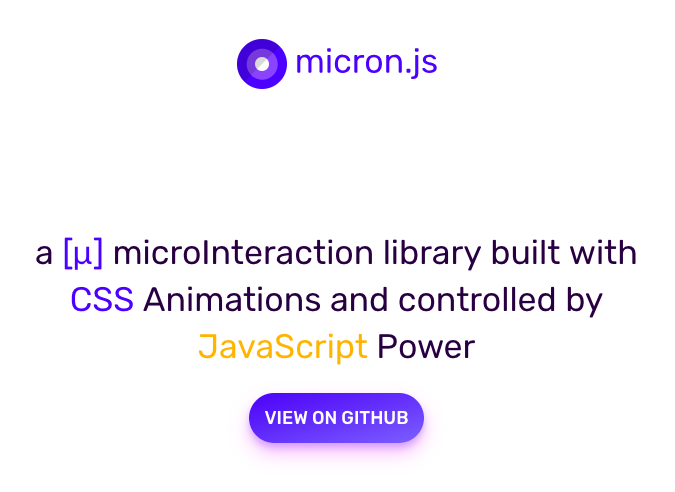 micron.js
a [μ] microInteraction library built with
CSS Animations and controlled by
JavaScript Power
VIEW ON GITHUB